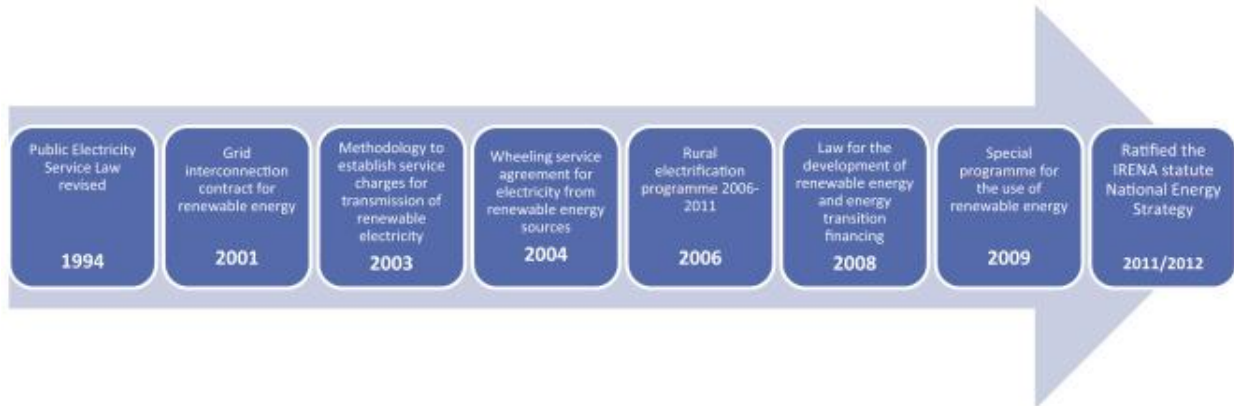 Public Electricity
Service Law
revised
1994
Grid
interconnection
contract for
renewable energy
2001
Methodology to
establish service
charges for
transmission of
renewable
electricity
2003
Wheeling service
agreement for
electricity from
renewable energy
sources
2004
Rural
electrification
programme 2006-
2011
2006
Law for the
development of
renewable energy
and energy
transition
financing
2008
Special
programme for
the use of
renewable energy
2009
Ratified the
IRENA statute
National Energy
Strategy
2011/2012